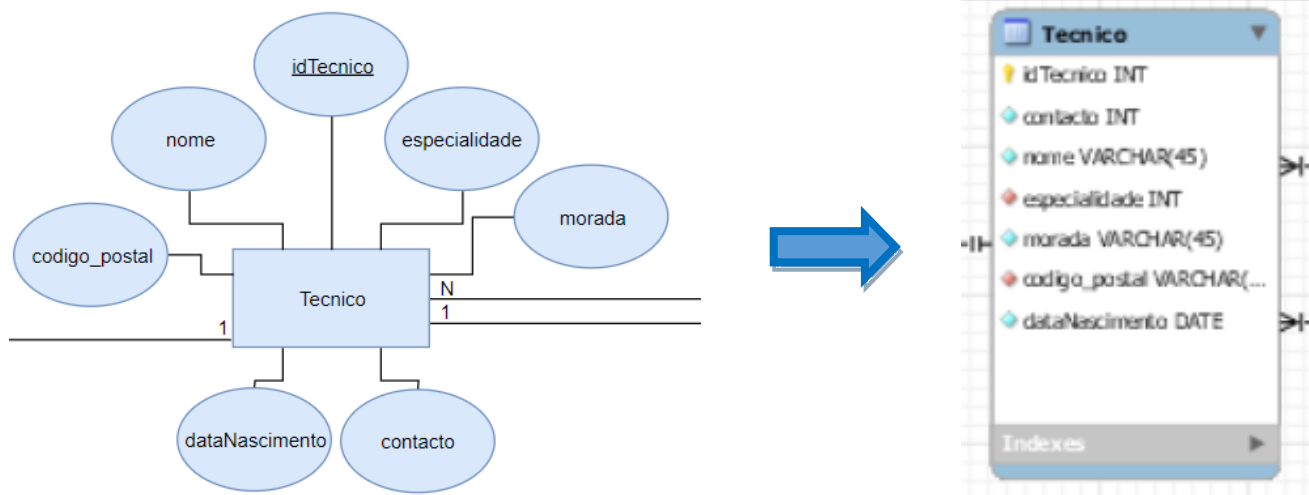 idTecnico
nome
especialidade
morada
codigo_postal
Tecnico
N
1
1
dataNascimento
contacto
Tecnico
idTecnico INT
contacto INT
nome VARCHAR(45)
especialidade INT
morada VARCHAR(45)
codigo_postal VARCHAR(...
dataNascimento DATE
Indexes